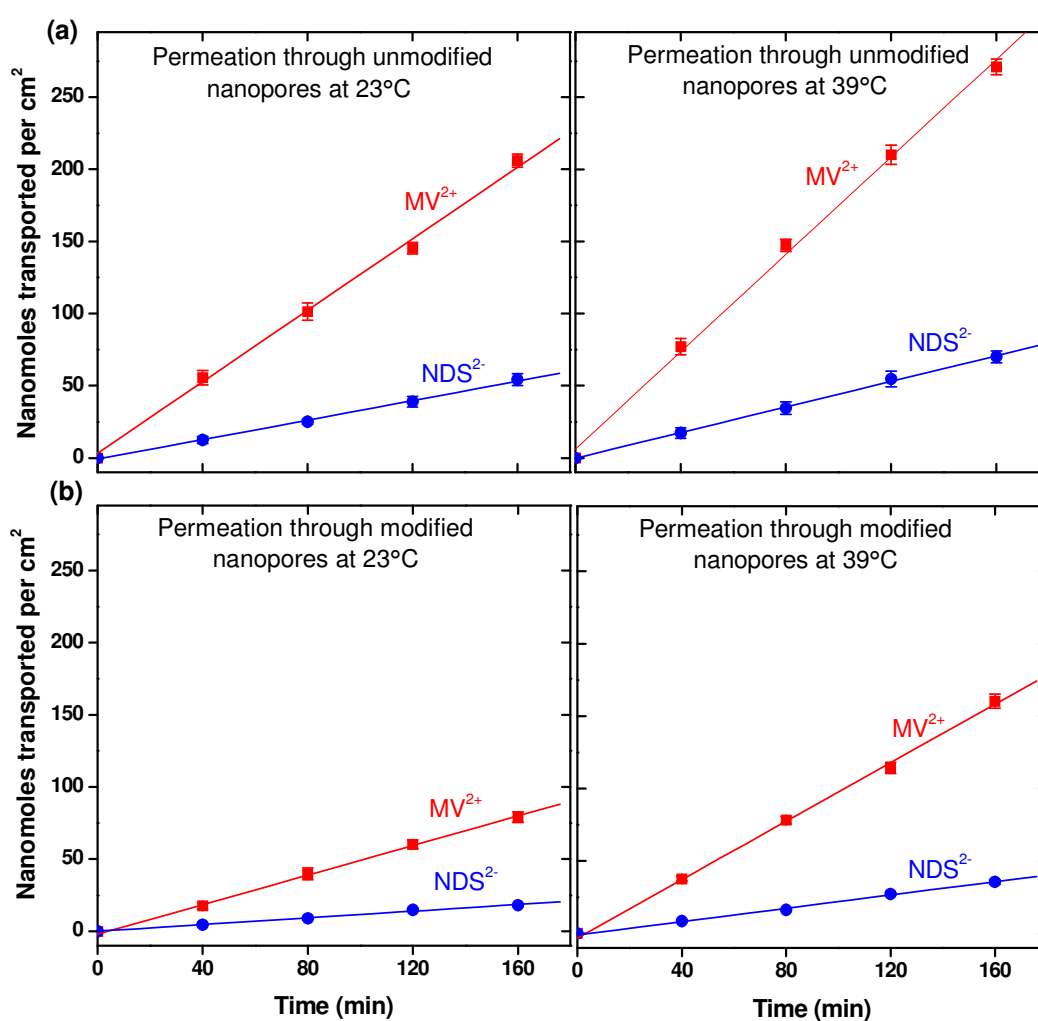 (a)
Permeation through unmodified
nanopores at 23°C
Permeation through unmodified
nanopores at 39°C
Nanomoles transported per cm²
250
200
150
100
50
0
MV²⁺
NDS²⁻
MV²⁺
NDS²⁻
(b)
Permeation through modified
nanopores at 23°C
Permeation through modified
nanopores at 39°C
Nanomoles transported per cm²
250
200
150
100
50
0
MV²⁺
NDS²⁻
MV²⁺
NDS²⁻
0 40 80 120 160
0 40 80 120 160
Time (min)
Time (min)